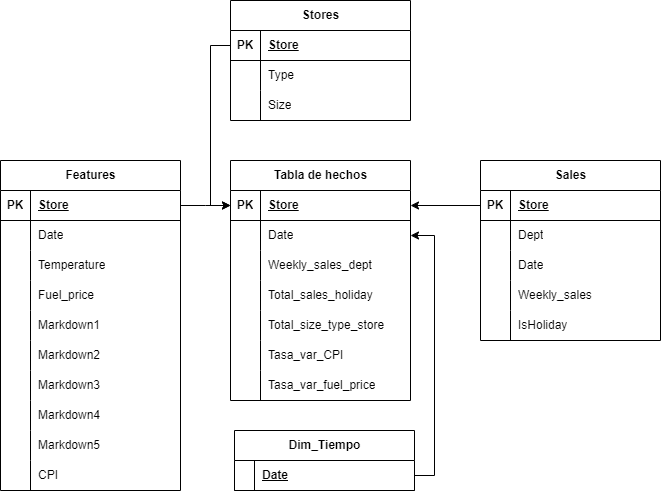 Stores
PK Store
Type
Size
Features
PK Store
Date
Temperature
Fuel_price
Markdown1
Markdown2
Markdown3
Markdown4
Markdown5
CPI
Tabla de hechos
PK Store
Date
Weekly_sales_dept
Total_sales_holiday
Total_size_type_store
Tasa_var_CPI
Tasa_var_fuel_price
Sales
PK Store
Dept
Date
Weekly_sales
IsHoliday
Dim_Tiempo
Date